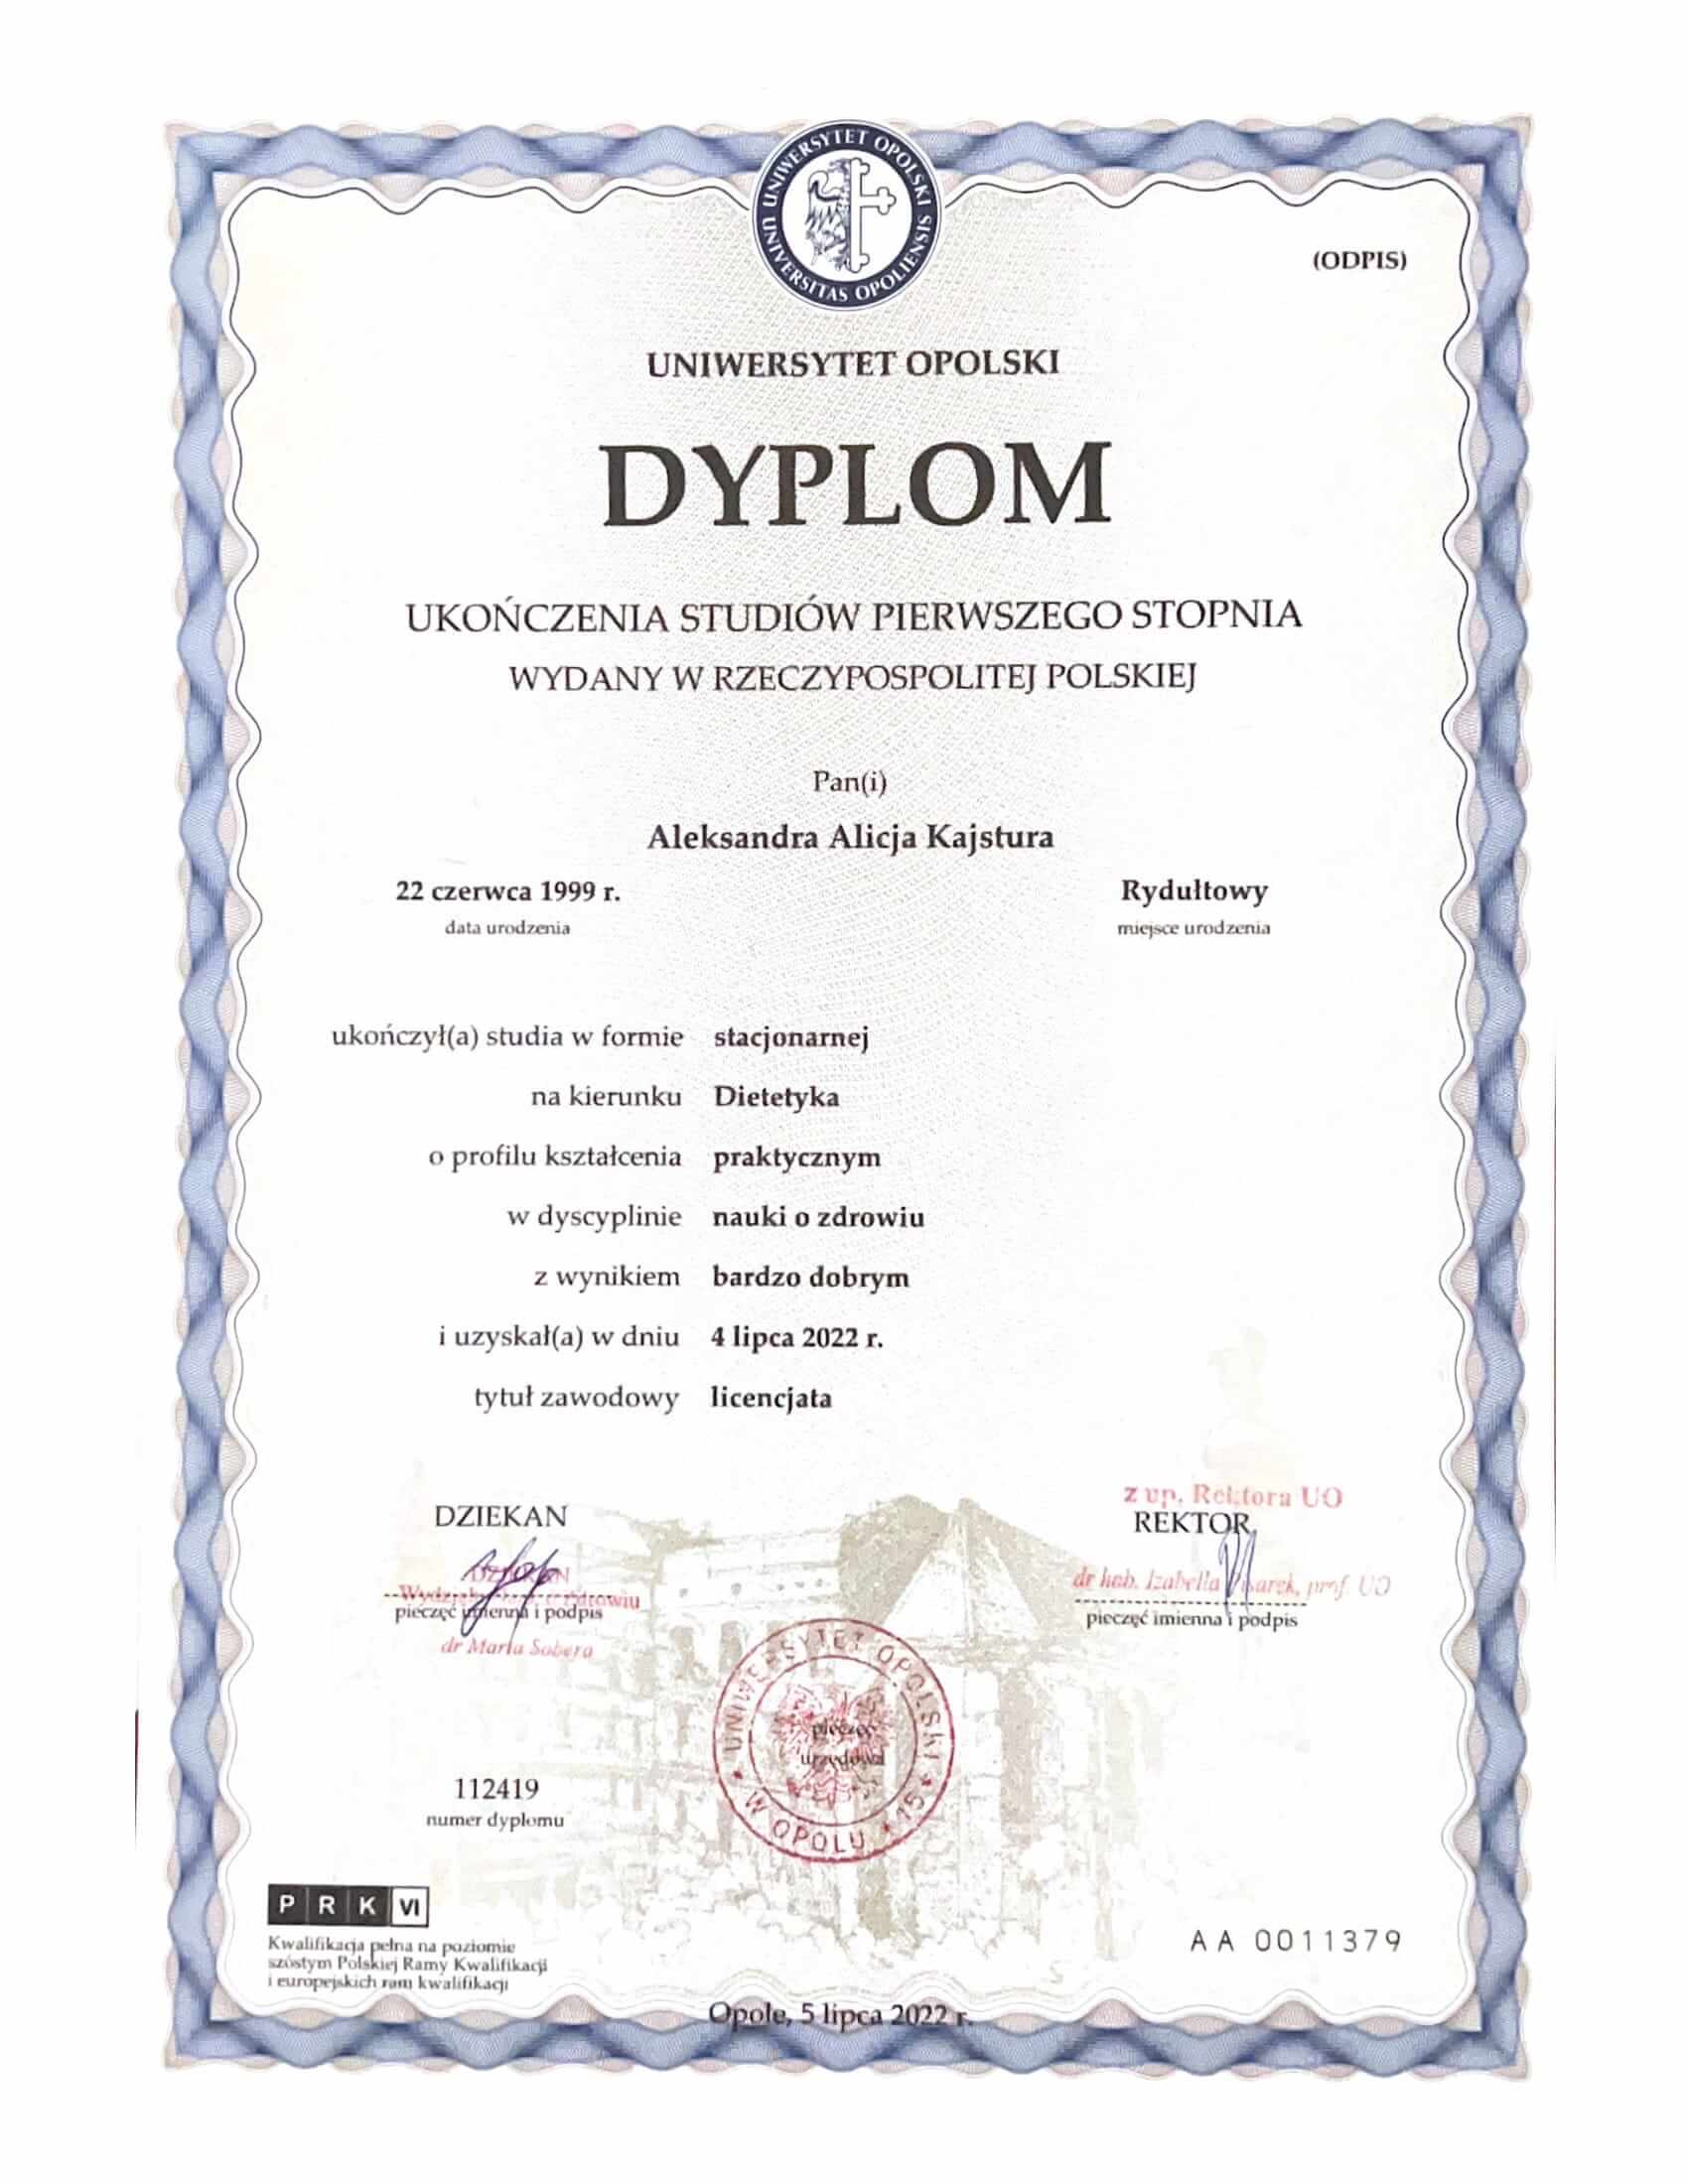 UNIWERSYTET OPOLSKI
UNIVERSITAS OPOLIENSIS
(ODPIS)
UNIWERSYTET OPOLSKI
DYPLOM
UKOŃCZENIA STUDIÓW PIERWSZEGO STOPNIA
WYDANY W RZECZYPOSPOLITEJ POLSKIEJ
Pan(i)
Aleksandra Alicja Kajstura
22 czerwca 1999 r.
data urodzenia
Rydułtowy
miejsce urodzenia
ukończył(a) studia w formie stacjonarnej
na kierunku Dietetyka
o profilu kształcenia praktycznym
w dyscyplinie nauki o zdrowiu
z wynikiem bardzo dobrym
i uzyskał(a) w dniu 4 lipca 2022 r.
tytuł zawodowy licencjata
DZIEKAN
DZIEKAN
pieczęć imienna i podpis
dr Maria Sobera
z up. Rektora UO
REKTOR
dr hab. Izabella
prof. UO
pieczęć imienna i podpis
UNIWERSYTET OPOLSKI
W OPOLU
15
pieczęć
urzędowa
112419
numer dyplomu
PRK VI
Kwalifikacja pełna na poziomie
szóstym Polskiej Ramy Kwalifikacji
i europejskich ram kwalifikacji
AA 0011379
Opole, 5 lipca 2022 r.